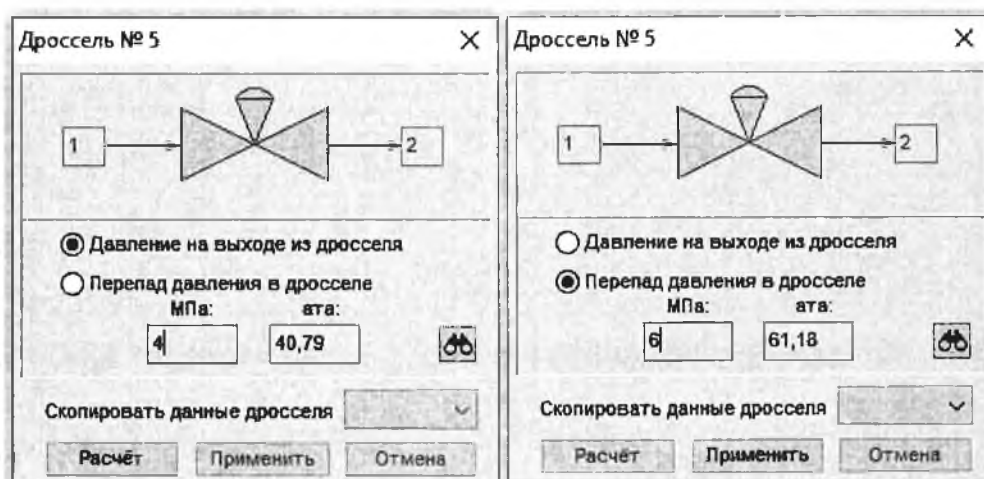 Дроссель № 5
1
2
Давление на выходе из дросселя
Перепад давления в дросселе
МПа: ата:
4 40,79
Скопировать данные дросселя
Расчёт Применить Отмена
Дроссель № 5
1
2
Давление на выходе из дросселя
Перепад давления в дросселе
МПа: ата:
6 61,18
Скопировать данные дросселя
Расчёт Применить Отмена